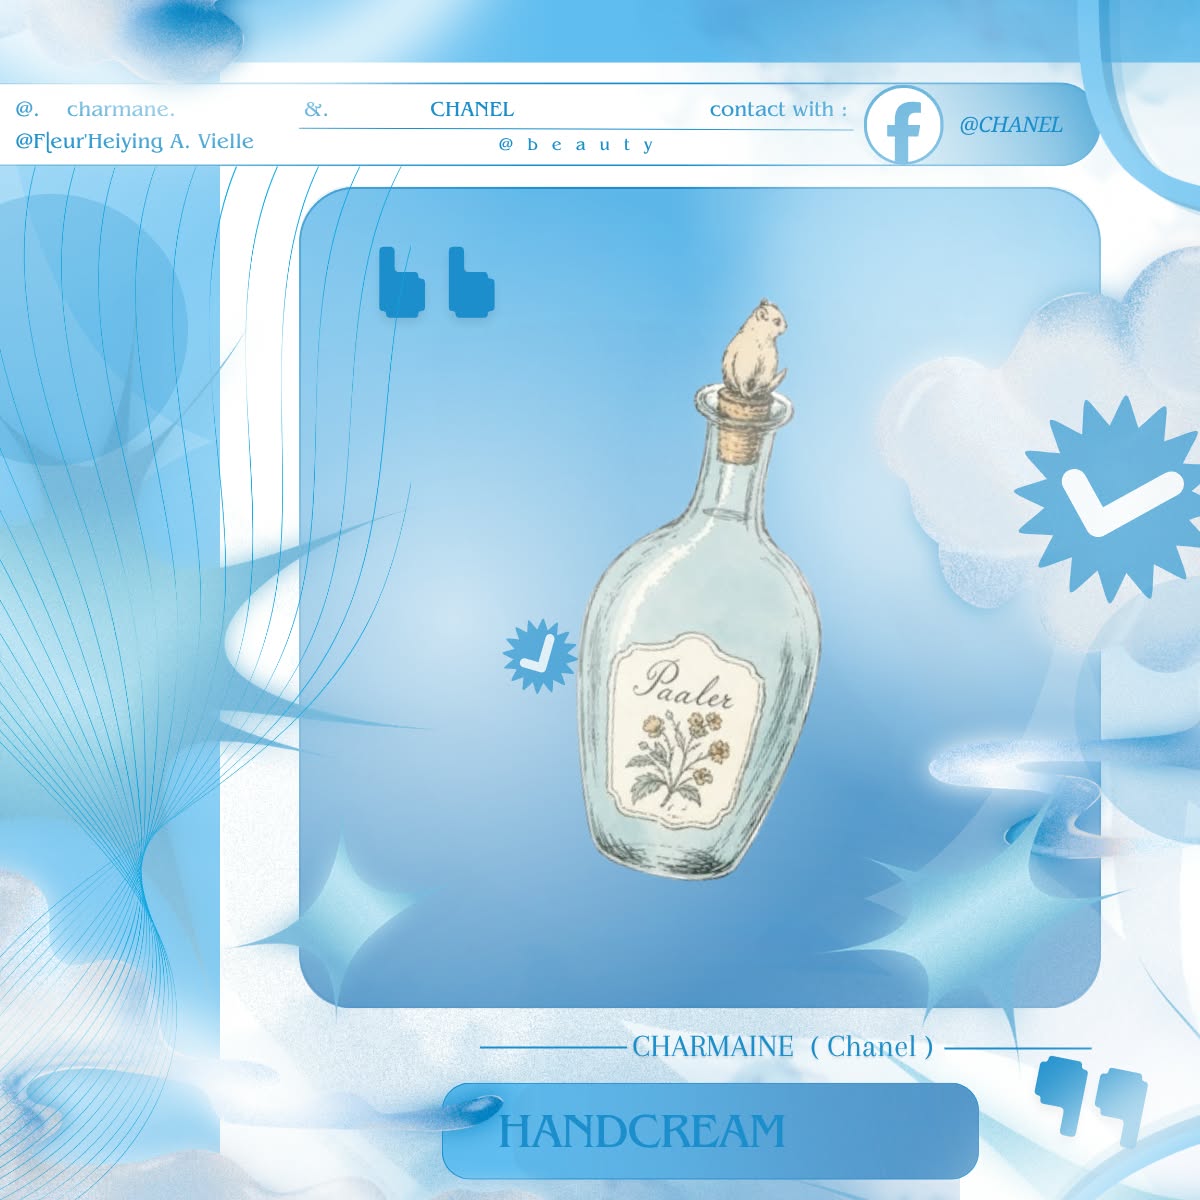 @. charmane. &. CHANEL contact with :
@Fleur'Heiying A. Vielle
@ b e a u t y
@CHANEL
Paaler
CHARMAINE ( Chanel )
HANDCREAM